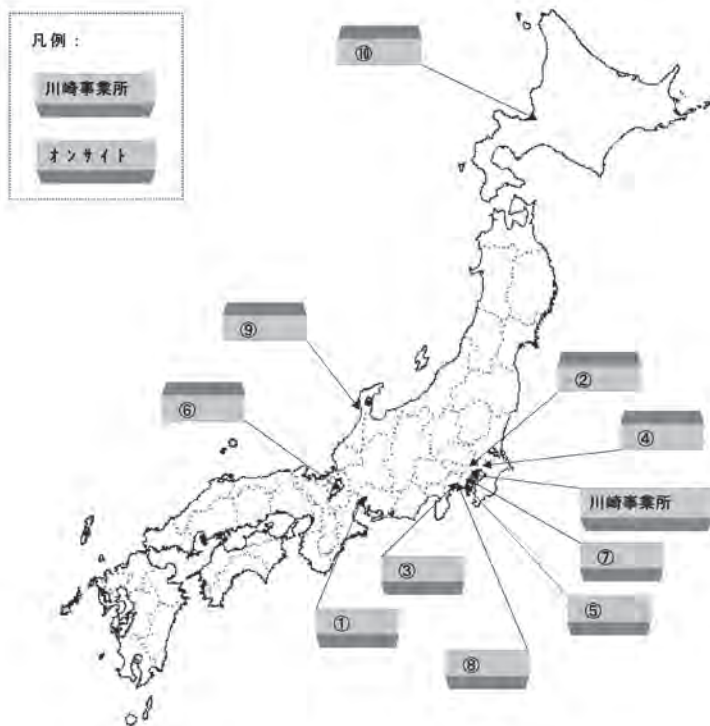 凡例：
川崎事業所
オンサイト
⑩
⑨
②
⑥
④
川崎事業所
⑦
③
⑤
①
⑧